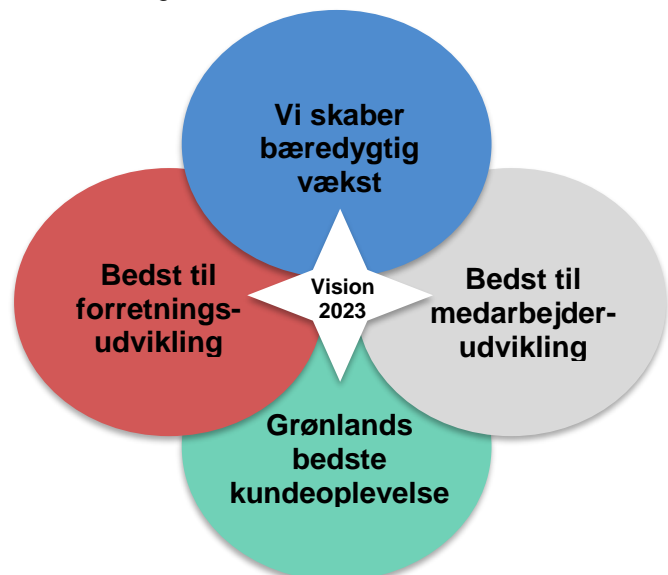 Vi skaber
bæredygtig
vækst
Bedst til
forretnings-
udvikling
Vision
2023
Bedst til
medarbejder-
udvikling
Grønlands
bedste
kundeoplevelse